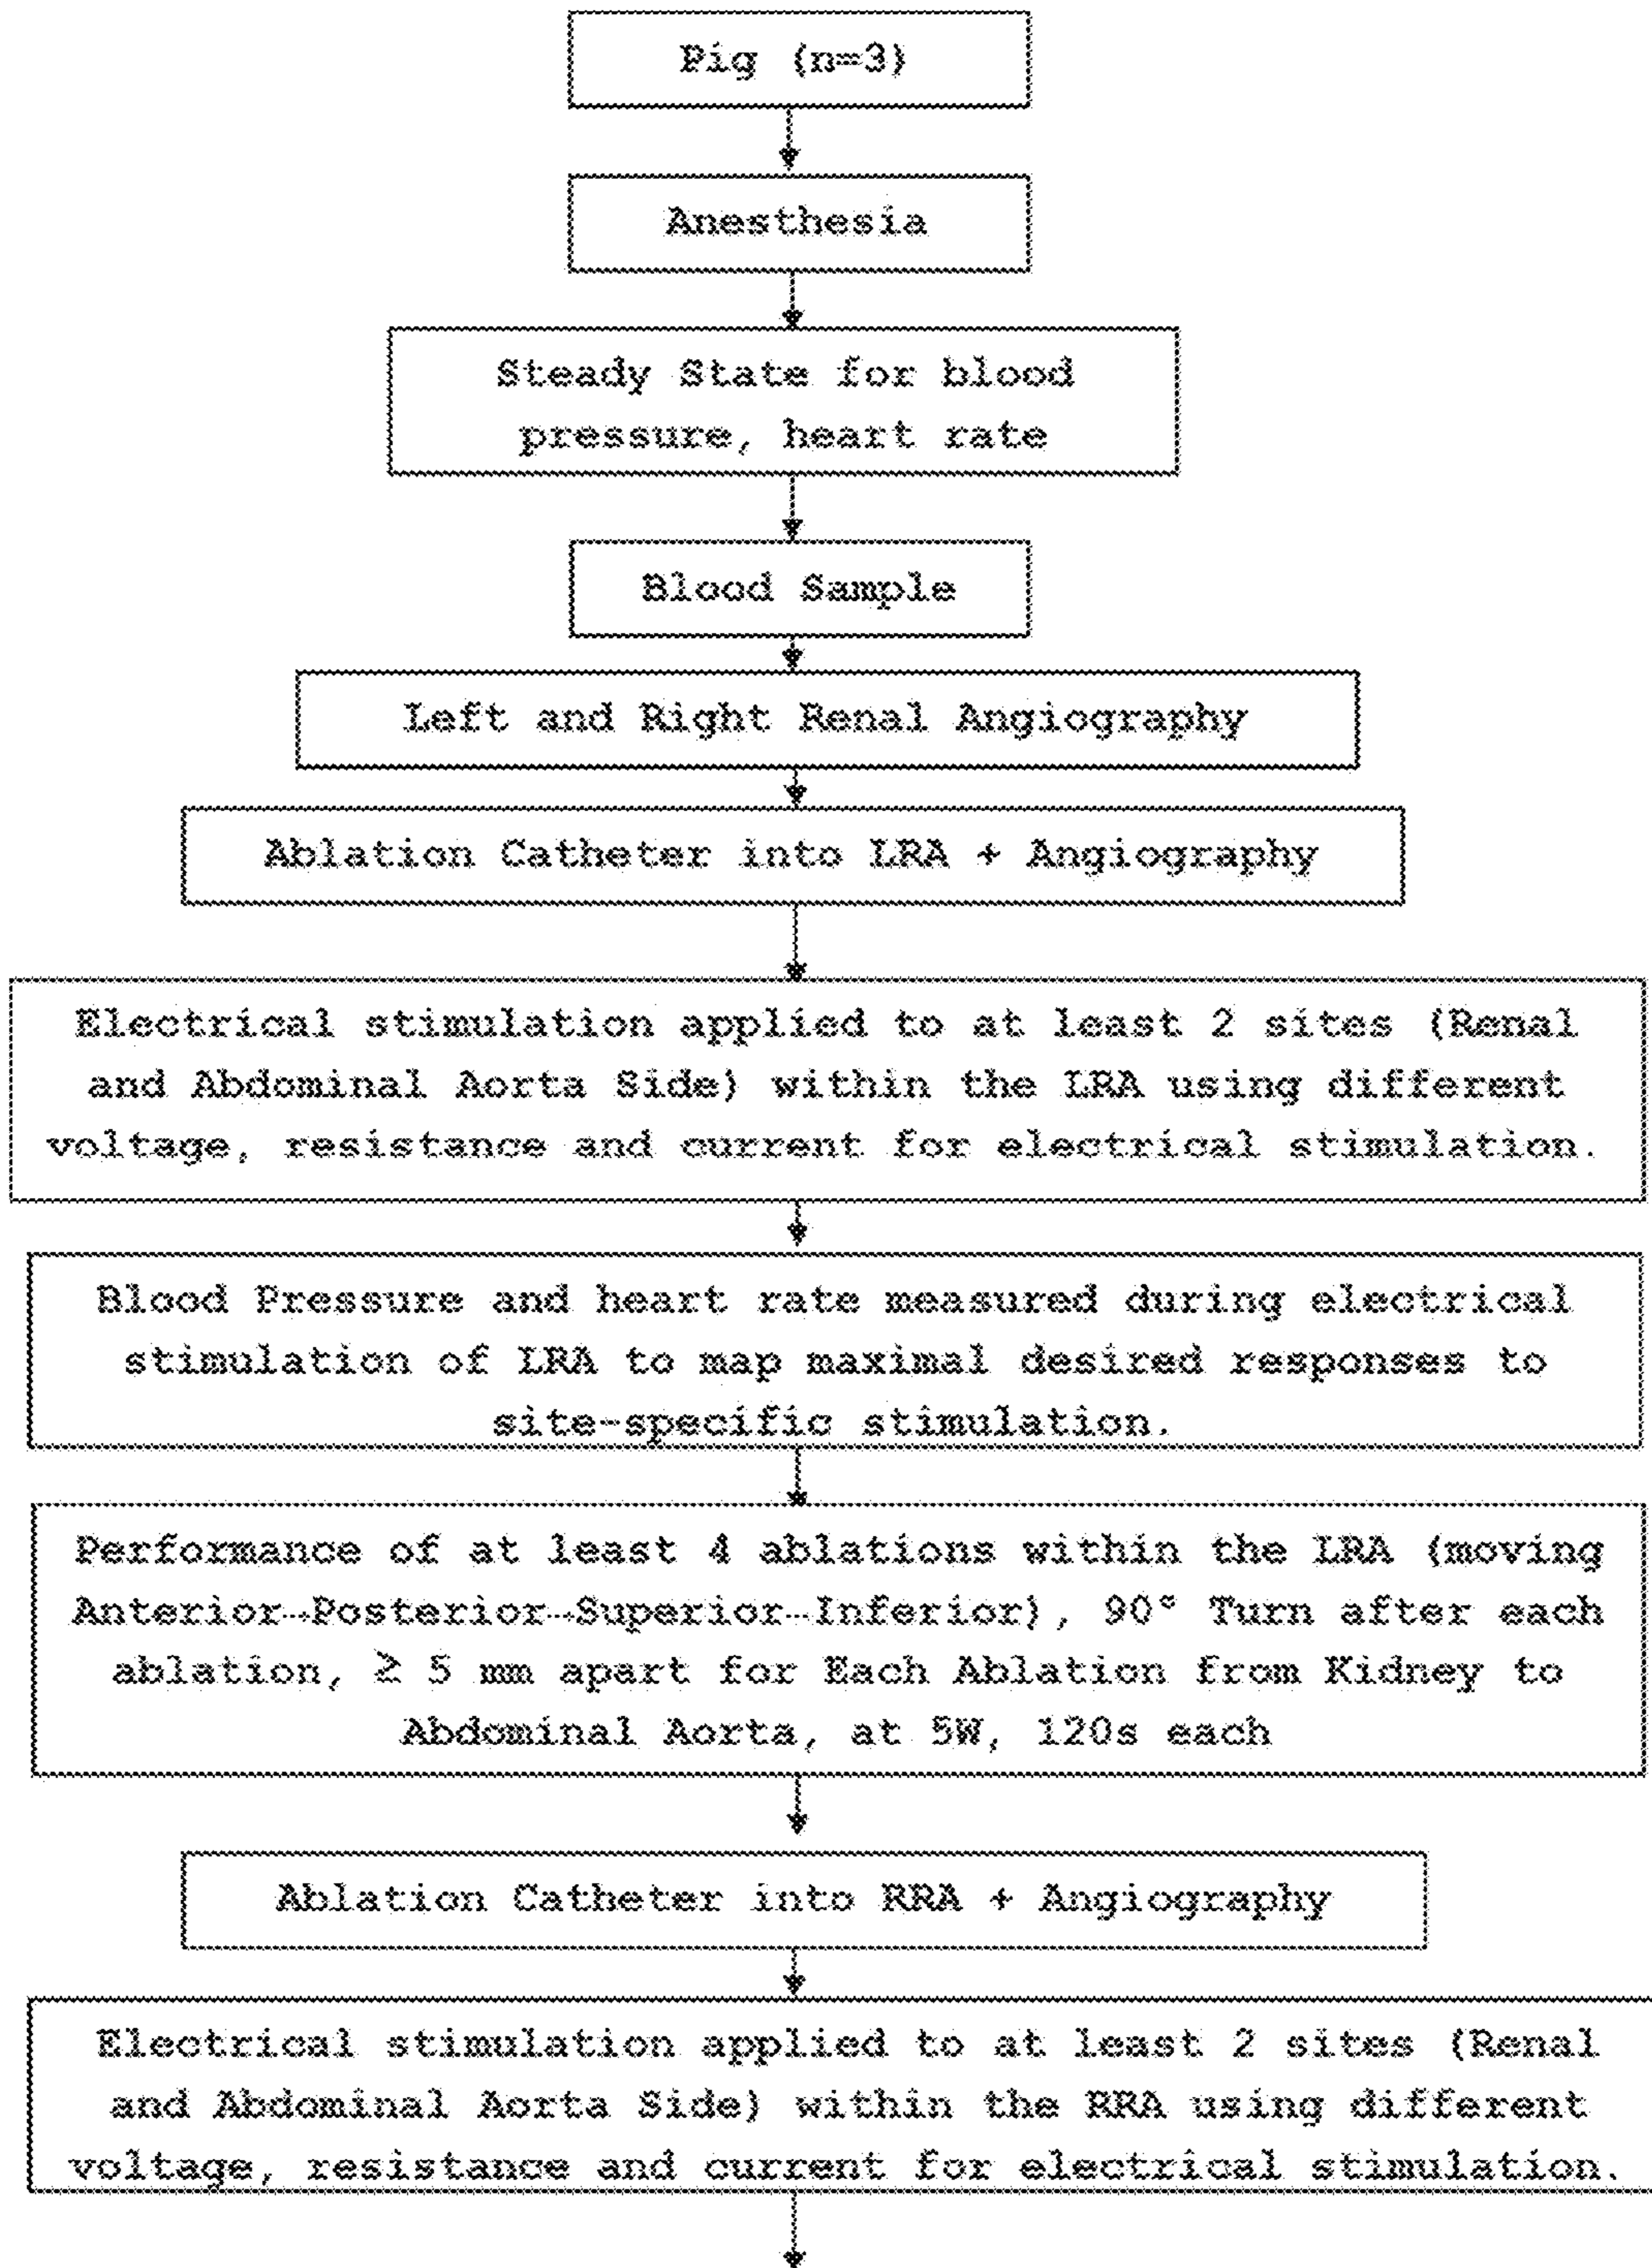 Pig (n=3)
Anesthesia
Steady State for blood
pressure, heart rate
Blood Sample
Left and Right Renal Angiography
Ablation Catheter into LRA + Angiography
Electrical stimulation applied to at least 2 sites (Renal
and Abdominal Aorta Side) within the LRA using different
voltage, resistance and current for electrical stimulation.
Blood Pressure and heart rate measured during electrical
stimulation of LRA to map maximal desired responses to
site-specific stimulation.
Performance of at least 4 ablations within the LRA (moving
Anterior→Posterior→Superior→Inferior), 90° Turn after each
ablation, ≥ 5 mm apart for Each Ablation from Kidney to
Abdominal Aorta, at 5W, 120s each
Ablation Catheter into RRA + Angiography
Electrical stimulation applied to at least 2 sites (Renal
and Abdominal Aorta Side) within the RRA using different
voltage, resistance and current for electrical stimulation.